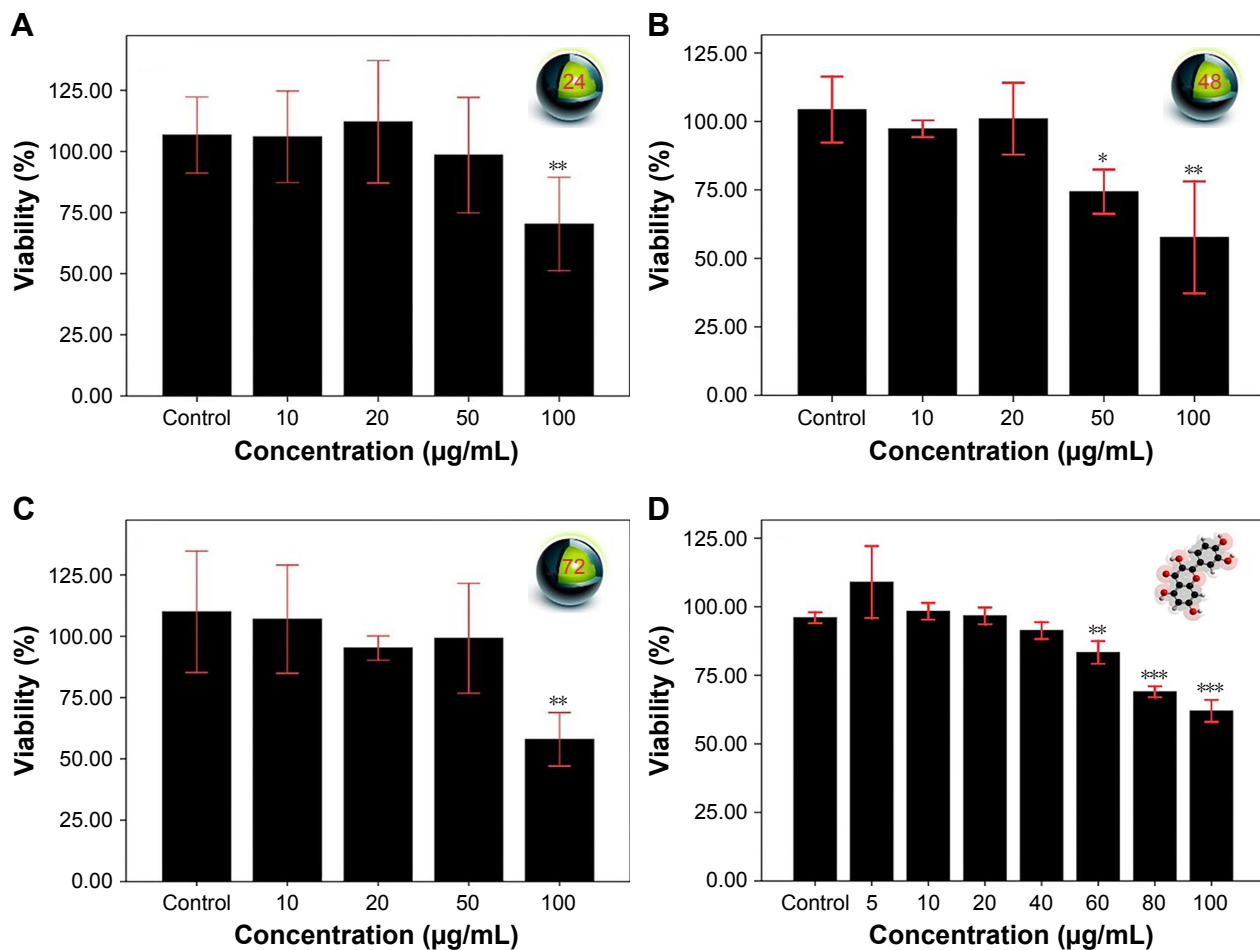 A
24
**
125.00
100.00
75.00
50.00
25.00
0.00
Viability (%)
Control 10 20 50 100
Concentration (µg/mL)
B
48
* **
125.00
100.00
75.00
50.00
25.00
0.00
Viability (%)
Control 10 20 50 100
Concentration (µg/mL)
C
72
**
125.00
100.00
75.00
50.00
25.00
0.00
Viability (%)
Control 10 20 50 100
Concentration (µg/mL)
D
** *** ***
125.00
100.00
75.00
50.00
25.00
0.00
Viability (%)
Control 5 10 20 40 60 80 100
Concentration (µg/mL)